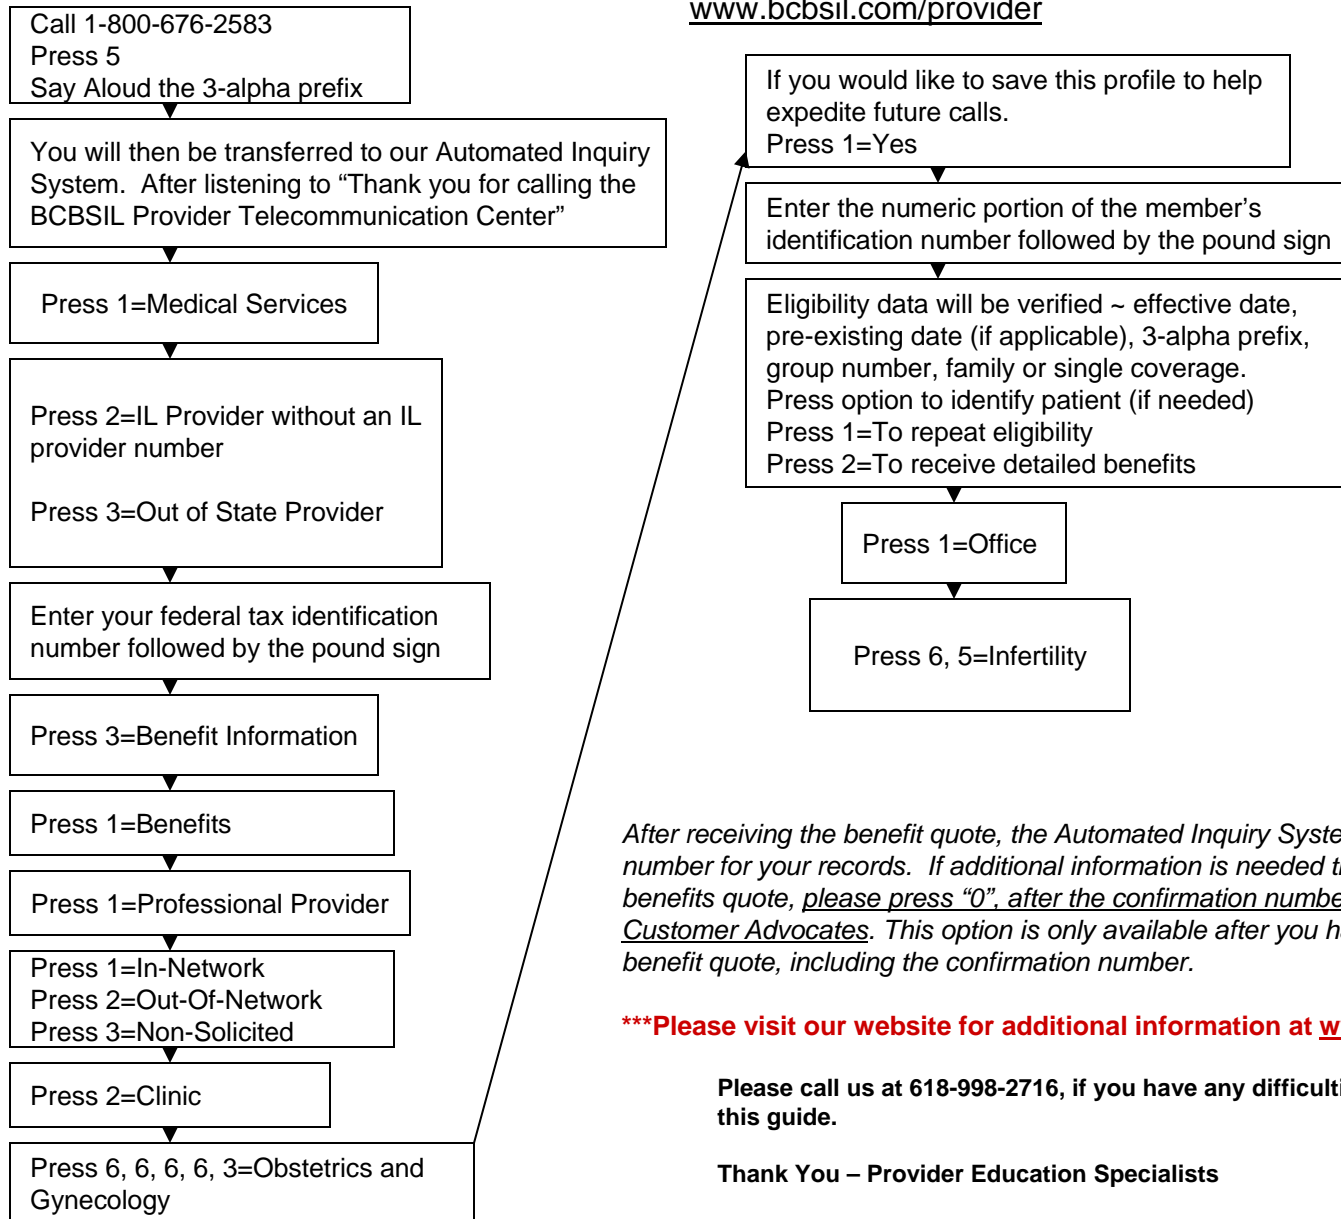 www.bcbsil.com/provider
Call 1-800-676-2583
Press 5
Say Aloud the 3-alpha prefix
You will then be transferred to our Automated Inquiry
System.  After listening to “Thank you for calling the
BCBSIL Provider Telecommunication Center”
Press 1=Medical Services
Press 2=IL Provider without an IL
provider number
Press 3=Out of State Provider
Enter your federal tax identification
number followed by the pound sign
Press 3=Benefit Information
Press 1=Benefits
Press 1=Professional Provider
Press 1=In-Network
Press 2=Out-Of-Network
Press 3=Non-Solicited
Press 2=Clinic
Press 6, 6, 6, 6, 3=Obstetrics and
Gynecology
If you would like to save this profile to help
expedite future calls.
Press 1=Yes
Enter the numeric portion of the member’s
identification number followed by the pound sign
Eligibility data will be verified ~ effective date,
pre-existing date (if applicable), 3-alpha prefix,
group number, family or single coverage.
Press option to identify patient (if needed)
Press 1=To repeat eligibility
Press 2=To receive detailed benefits
Press 1=Office
Press 6, 5=Infertility
After receiving the benefit quote, the Automated Inquiry
number for your records.  If additional information is needed
benefits quote, please press “0”, after the confirmation
Customer Advocates. This option is only available after you
benefit quote, including the confirmation number.
***Please visit our website for additional information at
Please call us at 618-998-2716, if you have any
this guide.
Thank You – Provider Education Specialists